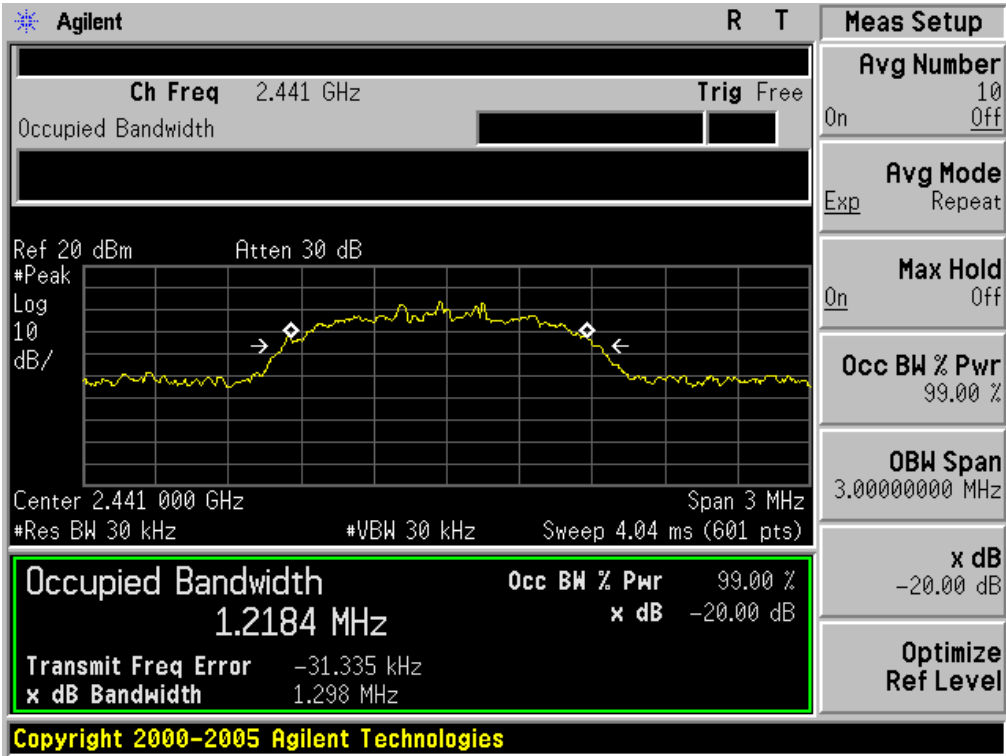 Agilent R T
Ch Freq 2.441 GHz Trig Free
Occupied Bandwidth
Ref 20 dBm Atten 30 dB
#Peak
Log
10
dB/
Center 2.441 000 GHz Span 3 MHz
#Res BW 30 kHz #VBW 30 kHz Sweep 4.04 ms (601 pts)
Occupied Bandwidth Occ BW % Pwr 99.00 %
1.2184 MHz x dB -20.00 dB
Transmit Freq Error -31.335 kHz
x dB Bandwidth 1.298 MHz
Copyright 2000-2005 Agilent Technologies
Meas Setup
Avg Number
10
On Off
Avg Mode
Exp Repeat
Max Hold
On Off
Occ BW % Pwr
99.00 %
OBW Span
3.00000000 MHz
x dB
-20.00 dB
Optimize
Ref Level